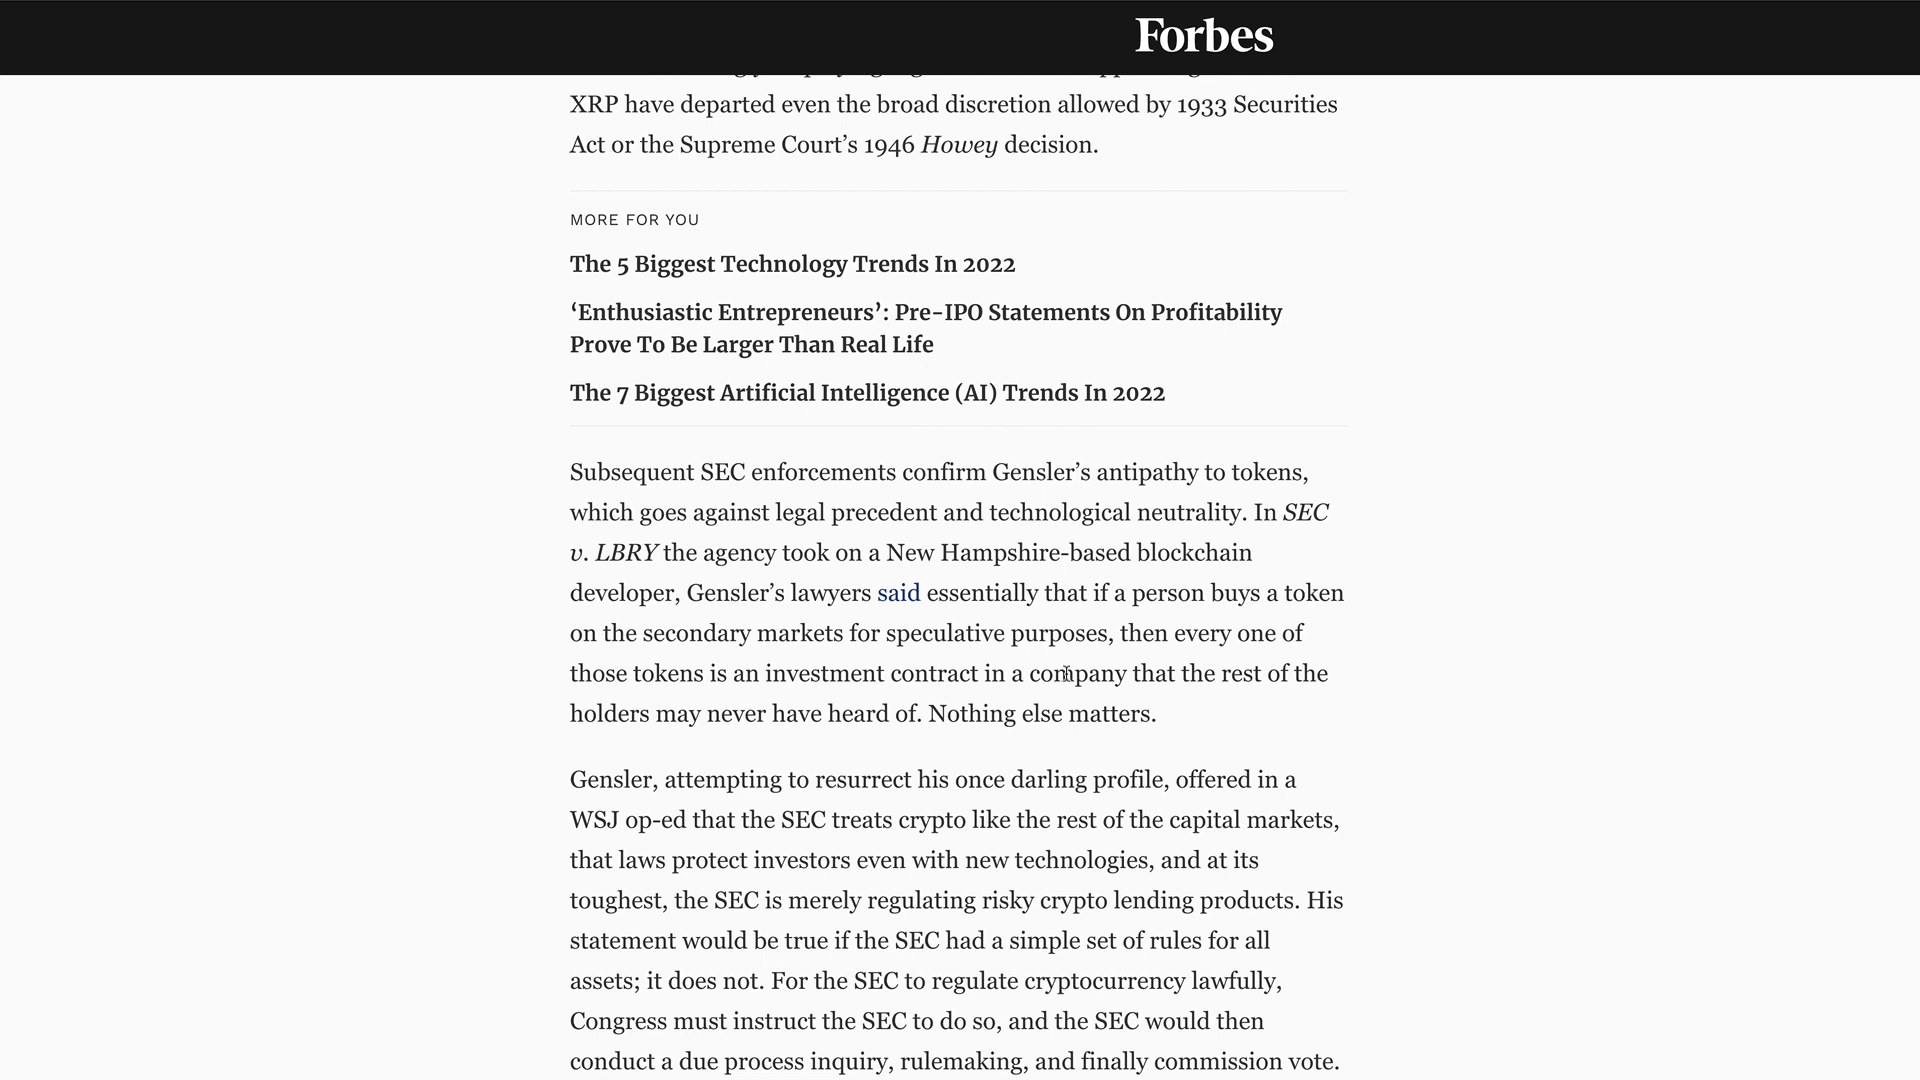 Forbes
XRP have departed even the broad discretion allowed by 1933 Securities
Act or the Supreme Court’s 1946 Howey decision.
MORE FOR YOU
The 5 Biggest Technology Trends In 2022
‘Enthusiastic Entrepreneurs’: Pre-IPO Statements On Profitability
Prove To Be Larger Than Real Life
The 7 Biggest Artificial Intelligence (AI) Trends In 2022
Subsequent SEC enforcements confirm Gensler’s antipathy to tokens,
which goes against legal precedent and technological neutrality. In SEC
v. LBRY the agency took on a New Hampshire-based blockchain
developer, Gensler’s lawyers said essentially that if a person buys a token
on the secondary markets for speculative purposes, then every one of
those tokens is an investment contract in a company that the rest of the
holders may never have heard of. Nothing else matters.
Gensler, attempting to resurrect his once darling profile, offered in a
WSJ op-ed that the SEC treats crypto like the rest of the capital markets,
that laws protect investors even with new technologies, and at its
toughest, the SEC is merely regulating risky crypto lending products. His
statement would be true if the SEC had a simple set of rules for all
assets; it does not. For the SEC to regulate cryptocurrency lawfully,
Congress must instruct the SEC to do so, and the SEC would then
conduct a due process inquiry, rulemaking, and finally commission vote.